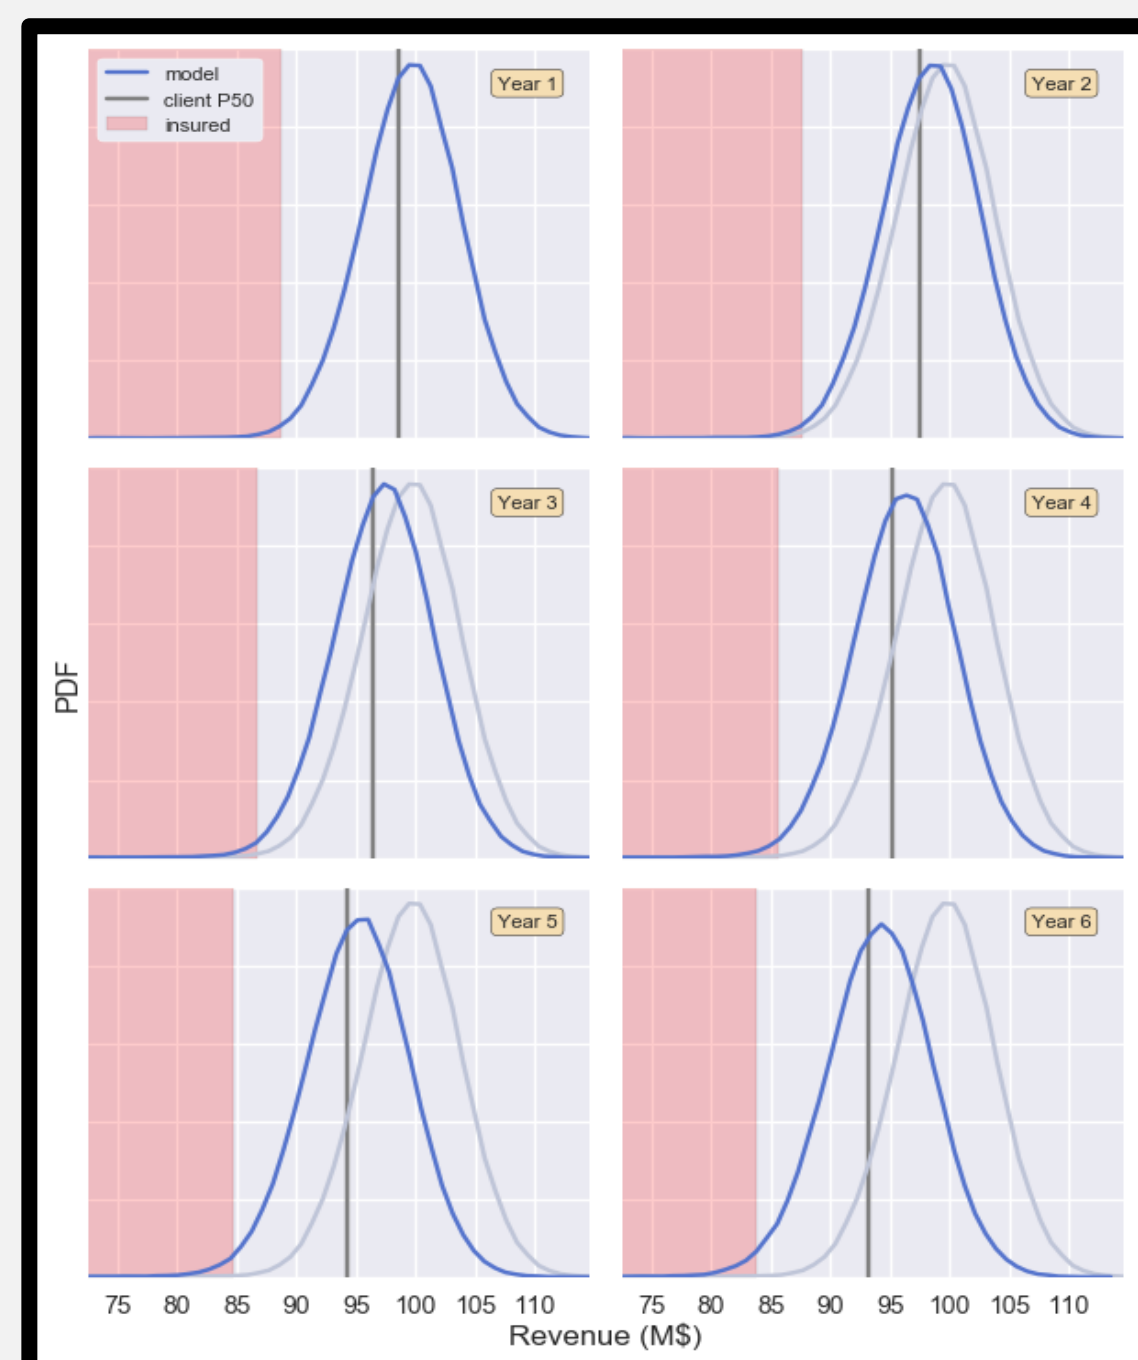 model
client P50
insured
Year 1
Year 2
Year 3
Year 4
PDF
Year 5
Year 6
75 80 85 90 95 100 105 110
75 80 85 90 95 100 105 110
Revenue (M$)